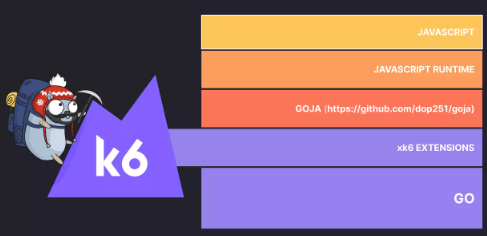 JAVASCRIPT
JAVASCRIPT RUNTIME
GOJA (https://github.com/dop251/goja)
xk6 EXTENSIONS
k6
GO